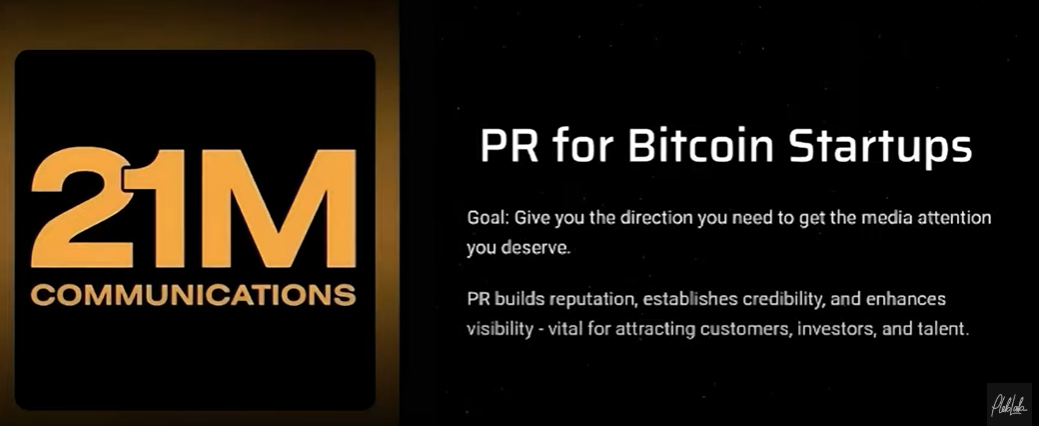 21M
COMMUNICATIONS
PR for Bitcoin Startups
Goal: Give you the direction you need to get the media attention
you deserve.
PR builds reputation, establishes credibility, and enhances
visibility - vital for attracting customers, investors, and talent.
PlebLab